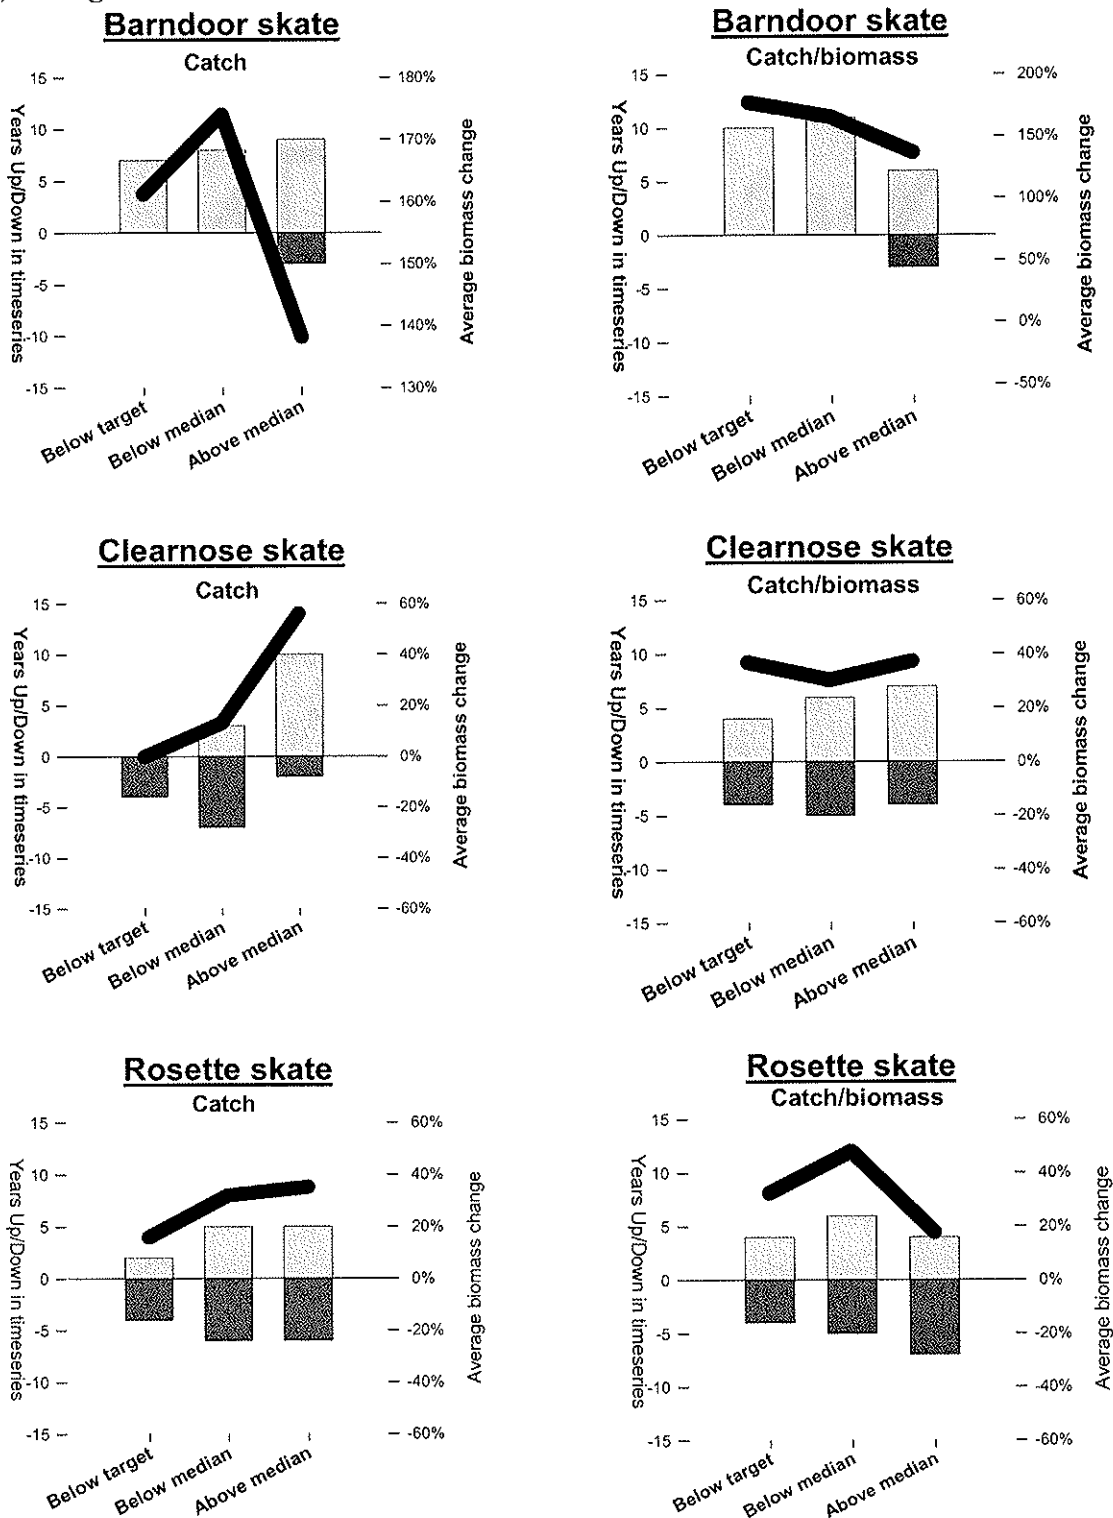 Barndoor skate
Catch
15
10
5
0
-5
-10
-15
Years Up/Down in timeseries
180%
170%
160%
150%
140%
130%
Average biomass change
Below target
Below median
Above median
Barndoor skate
Catch/biomass
15
10
5
0
-5
-10
-15
Years Up/Down in timeseries
200%
150%
100%
50%
0%
-50%
Average biomass change
Below target
Below median
Above median
Clearnose skate
Catch
15
10
5
0
-5
-10
-15
Years Up/Down in timeseries
60%
40%
20%
0%
-20%
-40%
-60%
Average biomass change
Below target
Below median
Above median
Clearnose skate
Catch/biomass
15
10
5
0
-5
-10
-15
Years Up/Down in timeseries
60%
40%
20%
0%
-20%
-40%
-60%
Average biomass change
Below target
Below median
Above median
Rosette skate
Catch
15
10
5
0
-5
-10
-15
Years Up/Down in timeseries
60%
40%
20%
0%
-20%
-40%
-60%
Average biomass change
Below target
Below median
Above median
Rosette skate
Catch/biomass
15
10
5
0
-5
-10
-15
Years Up/Down in timeseries
60%
40%
20%
0%
-20%
-40%
-60%
Average biomass change
Below target
Below median
Above median